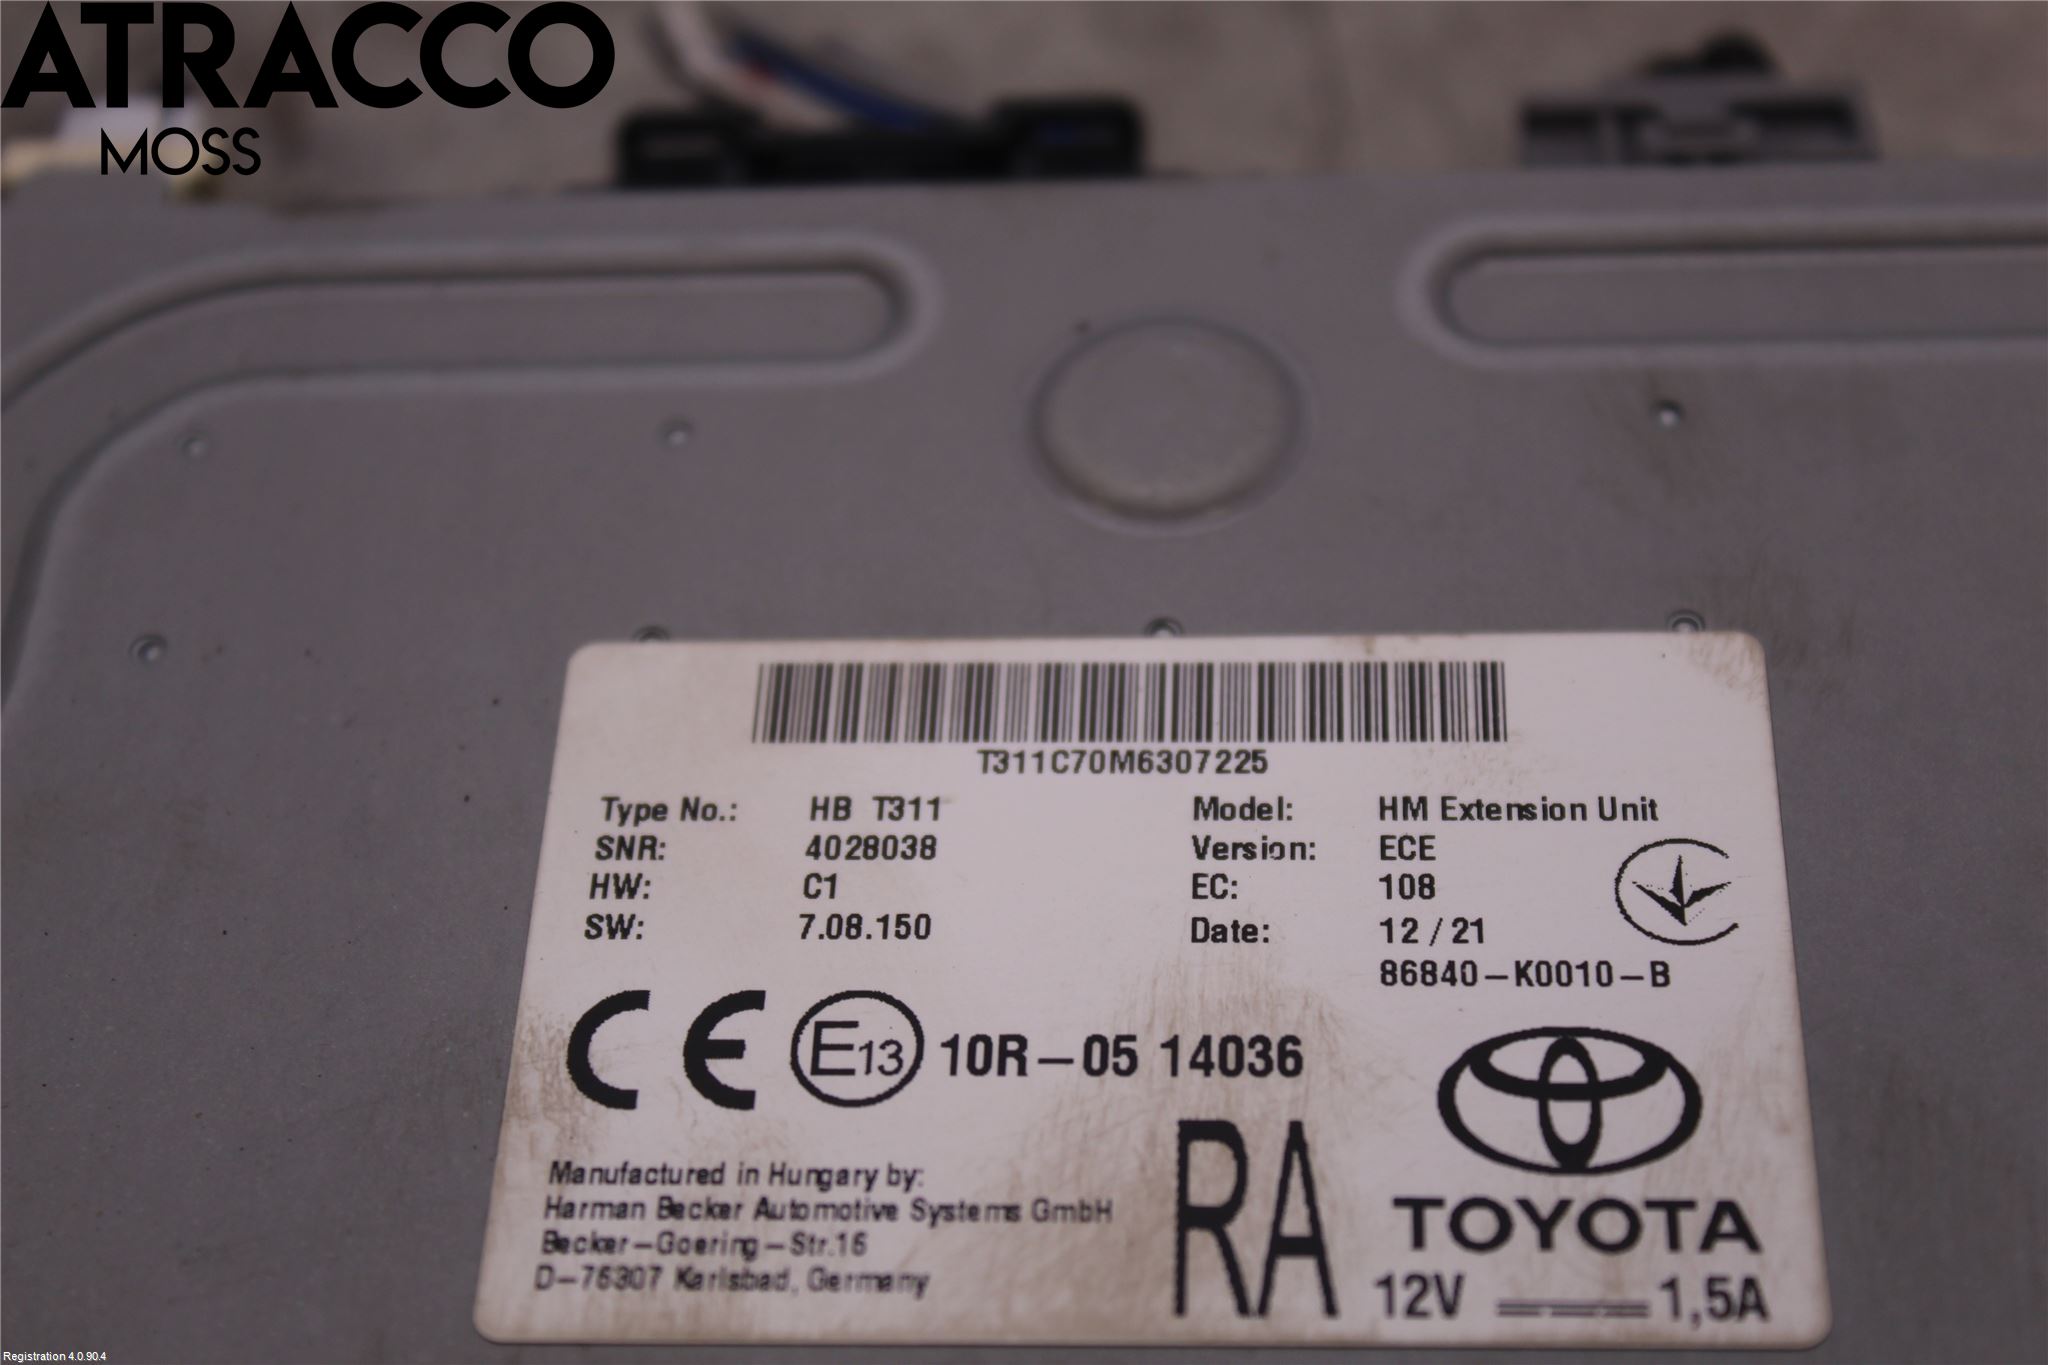 ATRACCO
MOSS
T311C70M6307225
Type No.: HB T311
SNR: 4028038
HW: C1
SW: 7.08.150
Model: HM Extension Unit
Version: ECE
EC: 108
Date: 12 / 21
86840-K0010-B
CE E13 10R-05 14036
Manufactured in Hungary by:
Harman Becker Automotive Systems GmbH
Becker-Goering-Str.16
D-76307 Karlsbad, Germany
RA
TOYOTA
12V 1,5A
Registration 4.0.90.4